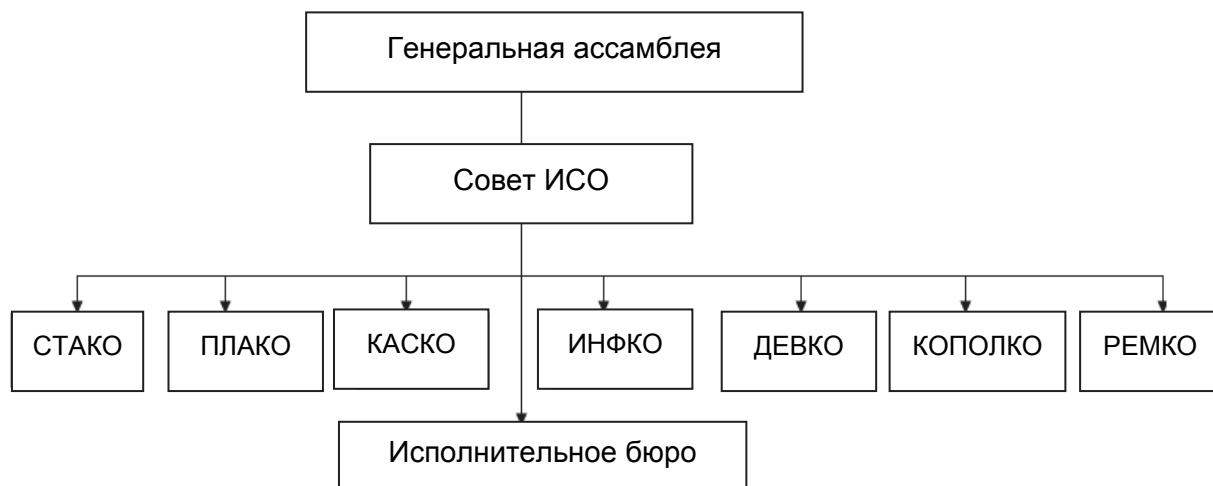 Генеральная ассамблея
Совет ИСО
СТАКО
ПЛАКО
КАСКО
ИНФКО
ДЕВКО
КОПОЛКО
РЕМКО
Исполнительное бюро